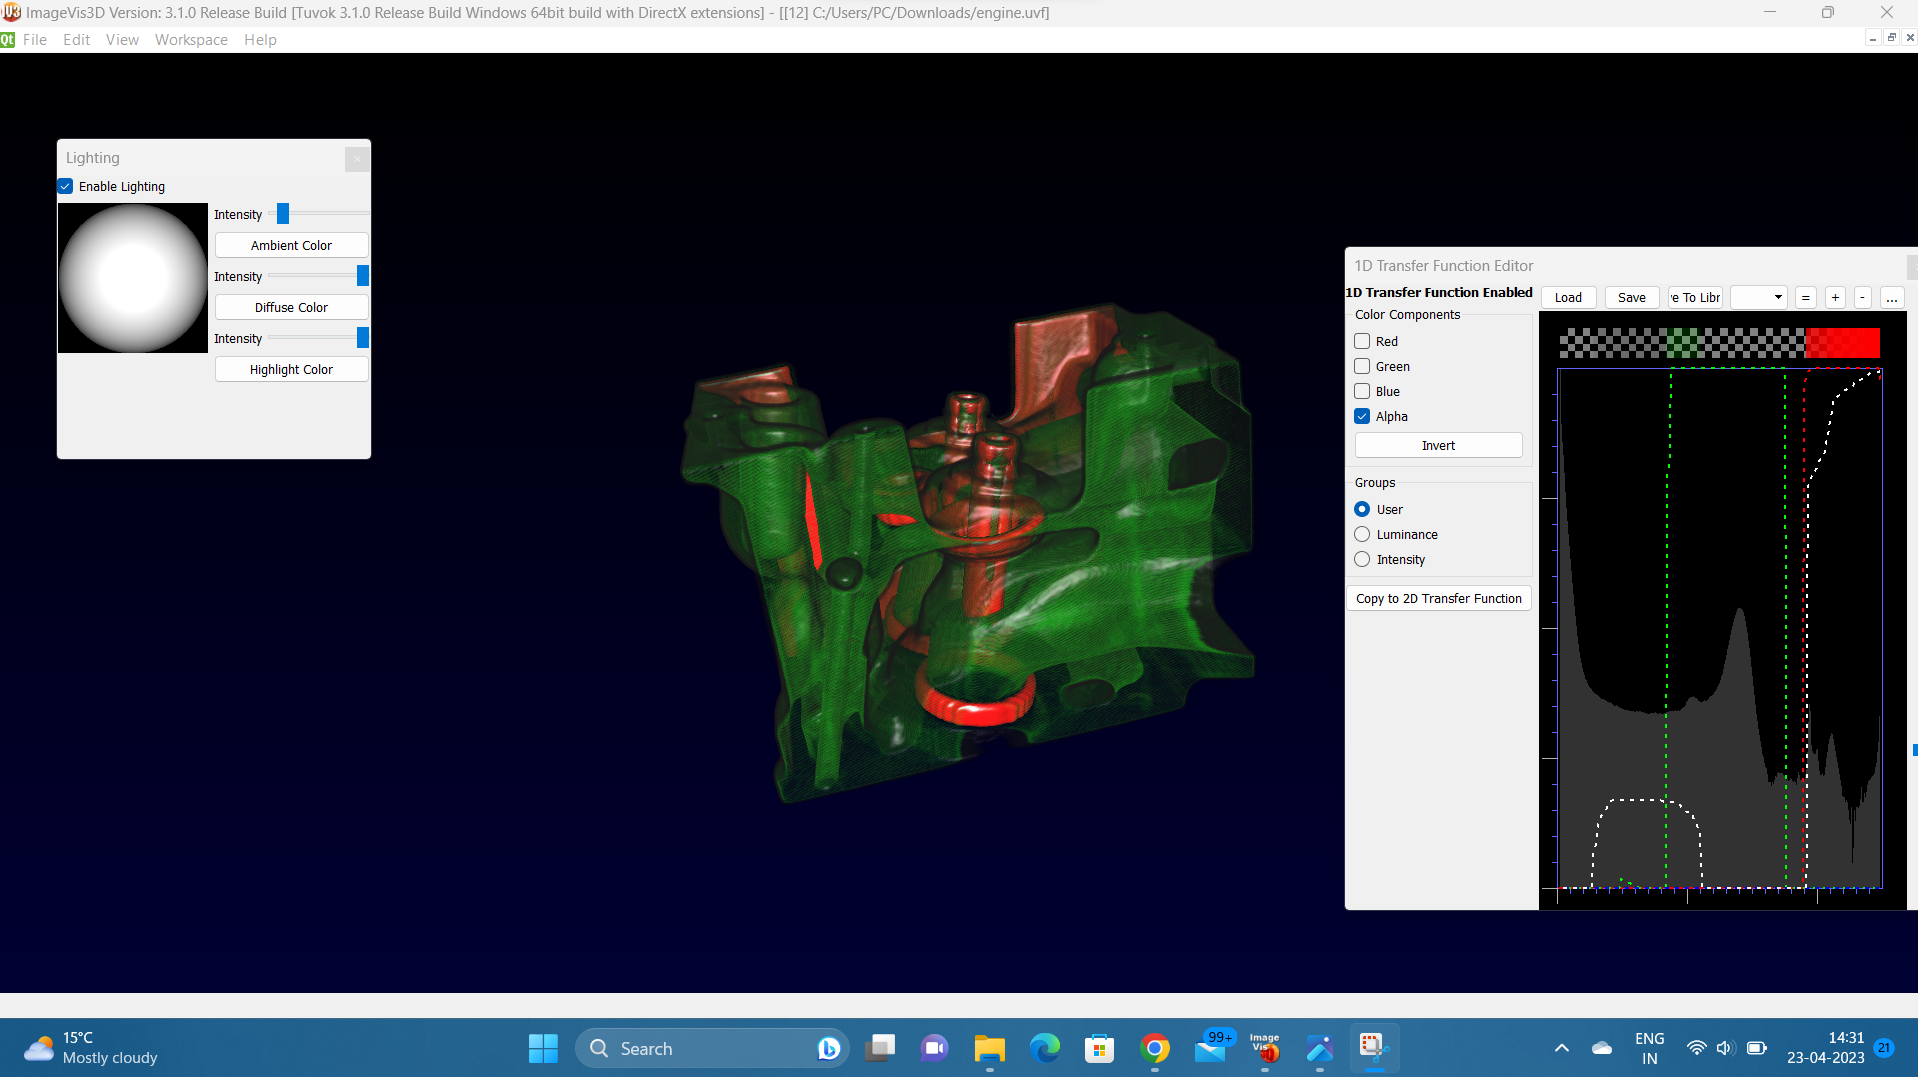 ImageVis3D Version: 3.1.0 Release Build [Tuvok 3.1.0 Release Build Windows 64bit build with DirectX extensions] - [[12] C:/Users/PC/Downloads/engine.uvf]
Qt File Edit View Workspace Help
Lighting
Enable Lighting
Intensity
Ambient Color
Intensity
Diffuse Color
Intensity
Highlight Color
1D Transfer Function Editor
1D Transfer Function Enabled
Load Save e To Libr = + - ...
Color Components
Red
Green
Blue
Alpha
Invert
Groups
User
Luminance
Intensity
Copy to 2D Transfer Function
15°C
Mostly cloudy
Search
99+
Image
Vis
ENG
IN
14:31
23-04-2023
21